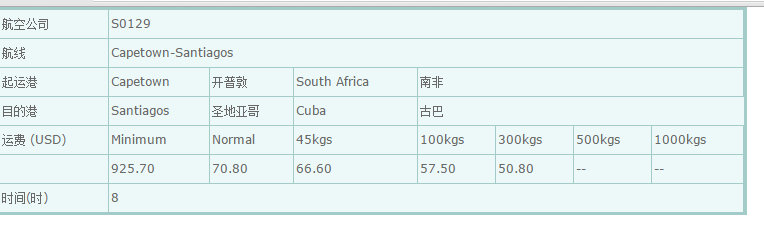 航空公司 S0129
航线 Capetown-Santiagos
起运港 Capetown 开普敦 South Africa 南非
目的港 Santiagos 圣地亚哥 Cuba 古巴
运费 (USD) Minimum Normal 45kgs 100kgs 300kgs 500kgs 1000kgs
925.70 70.80 66.60 57.50 50.80 -- --
时间(时) 8